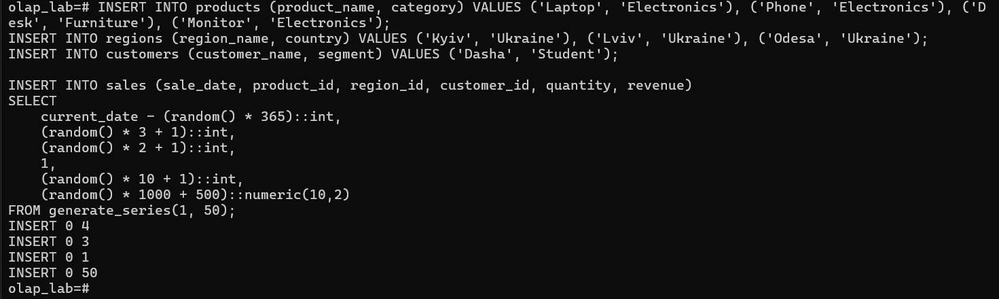 olap_lab=# INSERT INTO products (product_name, category) VALUES ('Laptop', 'Electronics'), ('Phone', 'Electronics'), ('D
esk', 'Furniture'), ('Monitor', 'Electronics');
INSERT INTO regions (region_name, country) VALUES ('Kyiv', 'Ukraine'), ('Lviv', 'Ukraine'), ('Odesa', 'Ukraine');
INSERT INTO customers (customer_name, segment) VALUES ('Dasha', 'Student');

INSERT INTO sales (sale_date, product_id, region_id, customer_id, quantity, revenue)
SELECT
    current_date - (random() * 365)::int,
    (random() * 3 + 1)::int,
    (random() * 2 + 1)::int,
    1,
    (random() * 10 + 1)::int,
    (random() * 1000 + 500)::numeric(10,2)
FROM generate_series(1, 50);
INSERT 0 4
INSERT 0 3
INSERT 0 1
INSERT 0 50
olap_lab=#